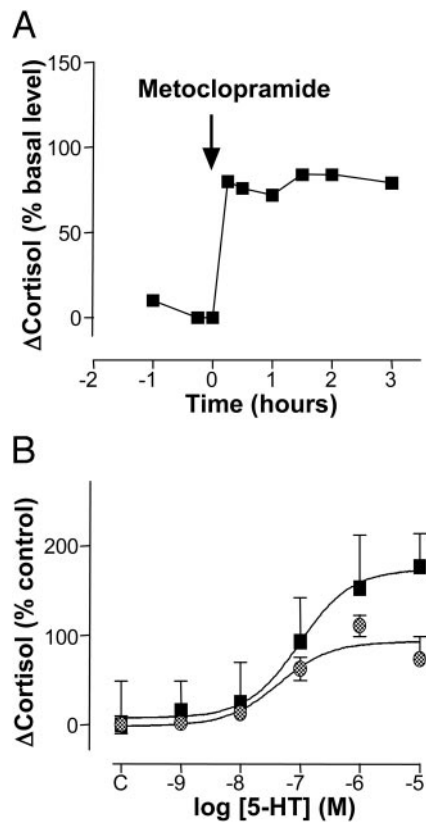 A
Metoclopramide
ΔCortisol (% basal level)
150
100
50
0
-2 -1 0 1 2 3
Time (hours)
B
ΔCortisol (% control)
200
100
0
C -9 -8 -7 -6 -5
log [5-HT] (M)